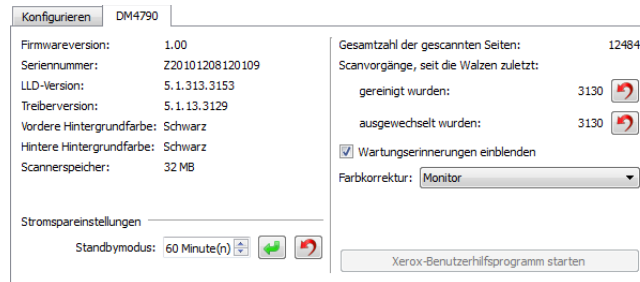 Konfigurieren DM4790
Firmwareversion: 1.00
Seriennummer: Z20101208120109
LLD-Version: 5.1.313.3153
Treiberversion: 5.1.13.3129
Vordere Hintergrundfarbe: Schwarz
Hintere Hintergrundfarbe: Schwarz
Scannerspeicher: 32 MB
Stromspareinstellungen
Standbymodus: 60 Minute(n)
Gesamtzahl der gescannten Seiten: 12484
Scanvorgänge, seit die Walzen zuletzt:
gereinigt wurden: 3130
ausgewechselt wurden: 3130
Wartungserinnerungen einblenden
Farbkorrektur: Monitor
Xerox-Benutzerhilfsprogramm starten